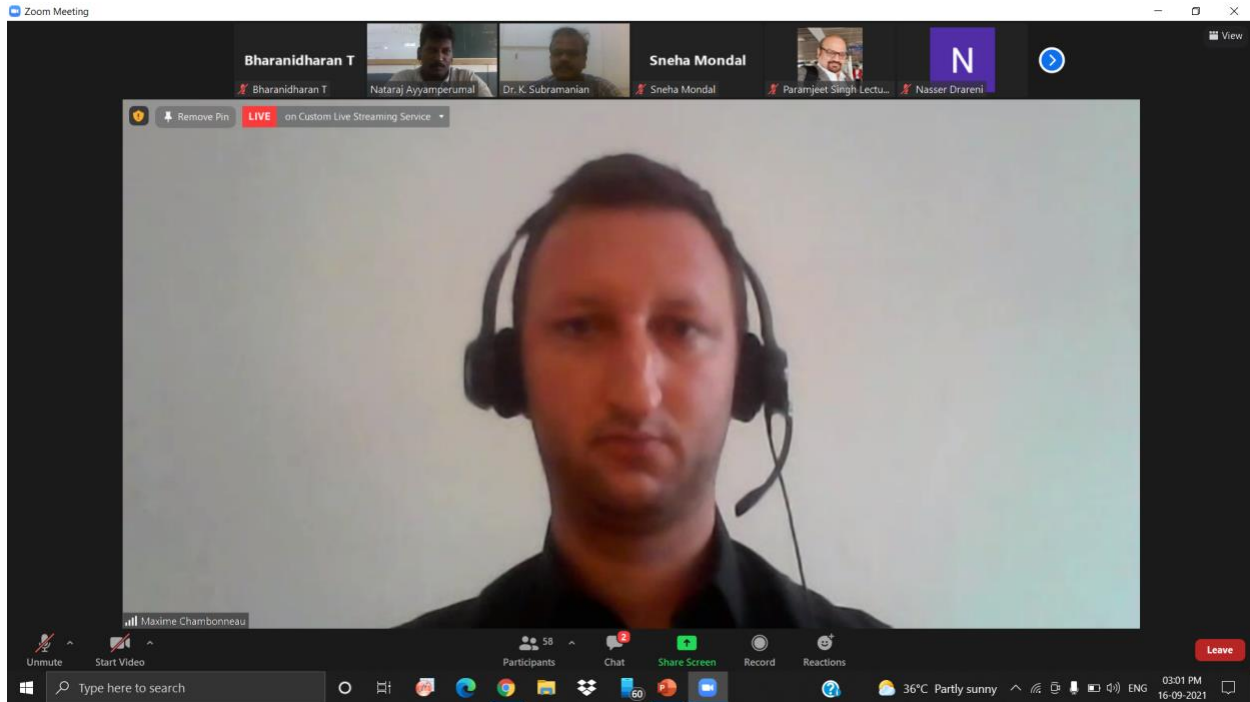 Zoom Meeting
View
Bharanidharan T
Sneha Mondal
N
Bharanidharan T
Nataraj Ayyamperumal
Dr. K. Subramanian
Sneha Mondal
Paramjeet Singh Lectu...
Nasser Drareni
Remove Pin
LIVE
on Custom Live Streaming Service
Maxime Chambonneau
58
2
Unmute
Start Video
Participants
Chat
Share Screen
Record
Reactions
Leave
Type here to search
60
36°C Partly sunny
ENG
03:01 PM
16-09-2021